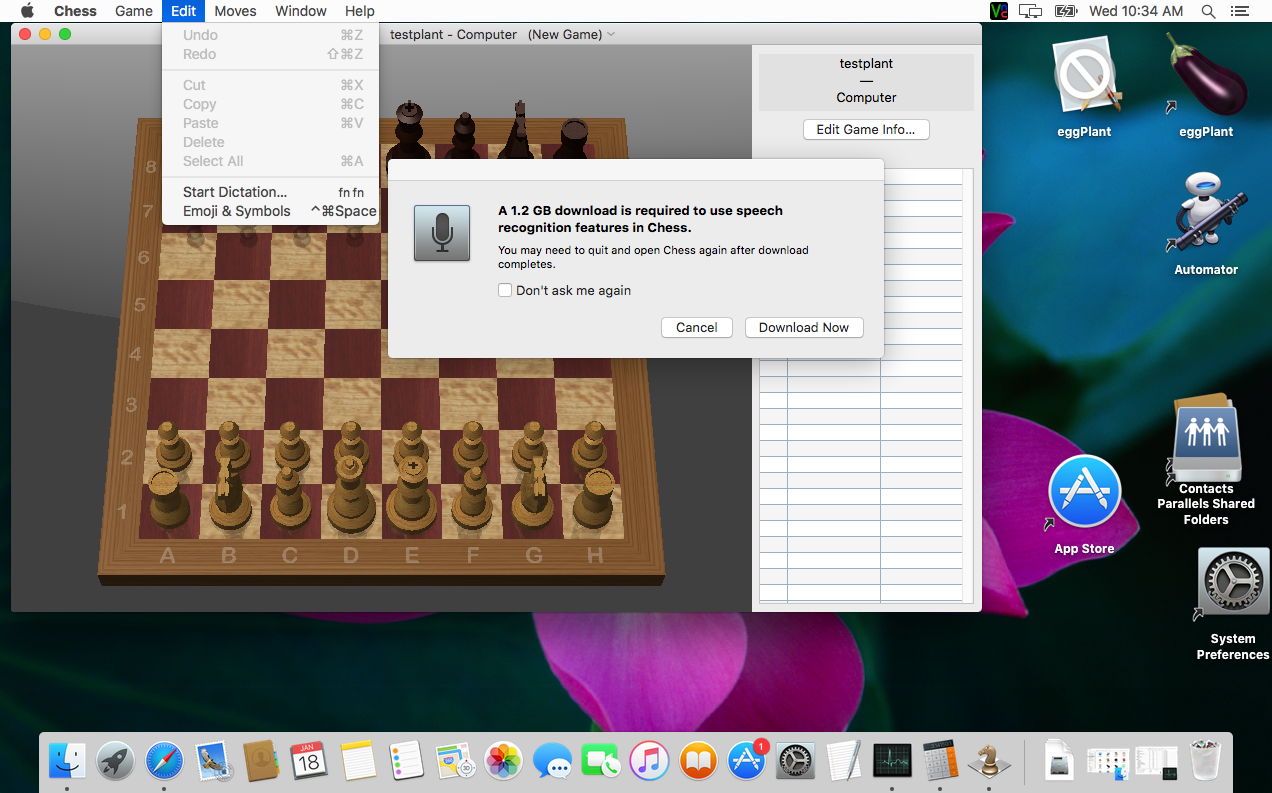 Chess Game Edit Moves Window Help
Wed 10:34 AM
testplant - Computer (New Game)
Undo ⌘Z
Redo ⇧⌘Z
Cut ⌘X
Copy ⌘C
Paste ⌘V
Delete
Select All ⌘A
Start Dictation... fn fn
Emoji & Symbols ^⌘Space
testplant
—
Computer
Edit Game Info...
A 1.2 GB download is required to use speech
recognition features in Chess.
You may need to quit and open Chess again after download
completes.
Don't ask me again
Cancel Download Now
8
7
6
5
4
3
2
1
A B C D E F G H
eggPlant
eggPlant
Automator
Contacts
Parallels Shared
Folders
App Store
System
Preferences
JAN
18
1